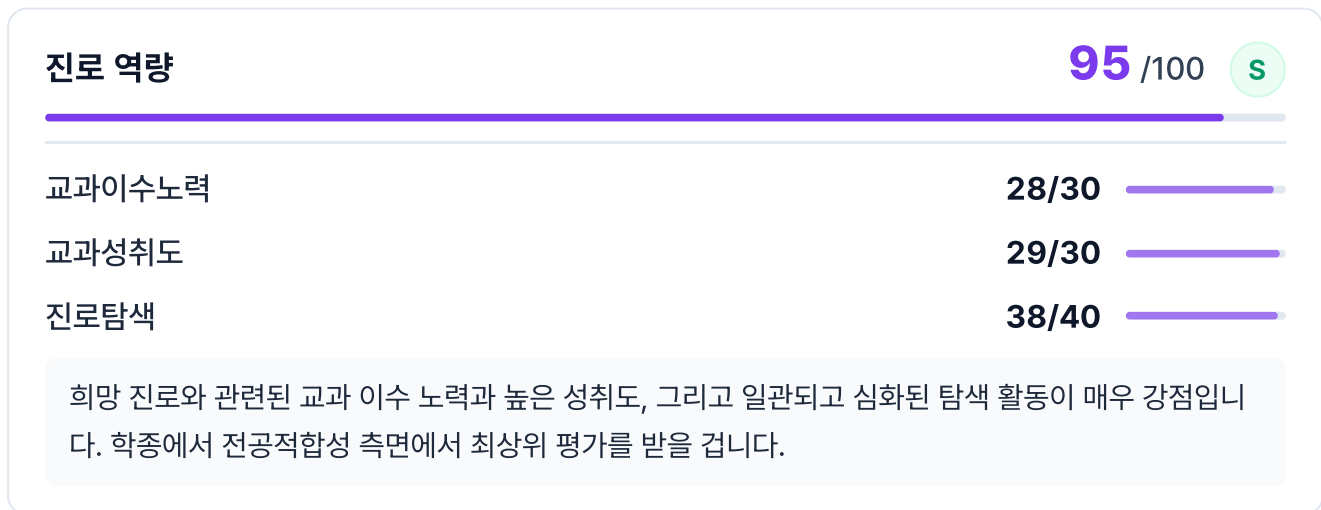 진로 역량
95 /100 S
교과이수노력 28/30
교과성취도 29/30
진로탐색 38/40
희망 진로와 관련된 교과 이수 노력과 높은 성취도, 그리고 일관되고 심화된 탐색 활동이 매우 강점입니
다. 학종에서 전공적합성 측면에서 최상위 평가를 받을 겁니다.